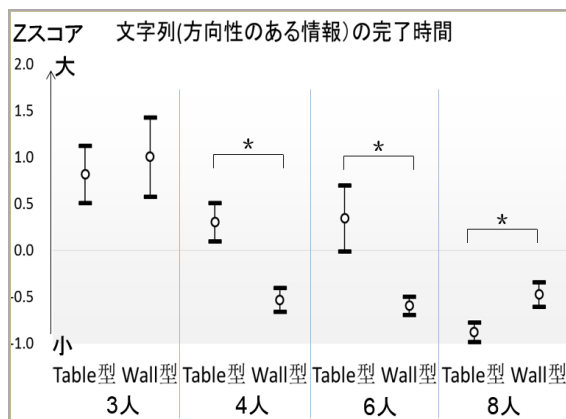 Zスコア 文字列(方向性のある情報）の完了時間
2.0
大
1.5
1.0
* *
0.5
*
0.0
-0.5
-1.0
小
Table型 Wall型 Table型 Wall型 Table型 Wall型 Table型 Wall型
3人 4人 6人 8人